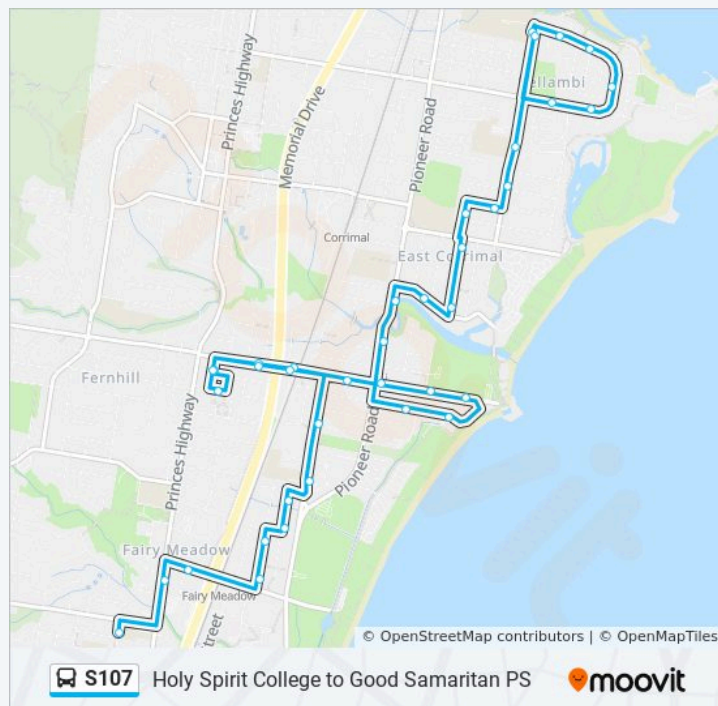 Princes Highway
Memorial Drive
Pioneer Road
ellambi
Corrimal
East Corrimal
Fernhill
Princes Highway
Pioneer Road
Fairy Meadow
Fairy Meadow
Street
© OpenStreetMap contributors | © OpenMapTiles
S107 Holy Spirit College to Good Samaritan PS moovit